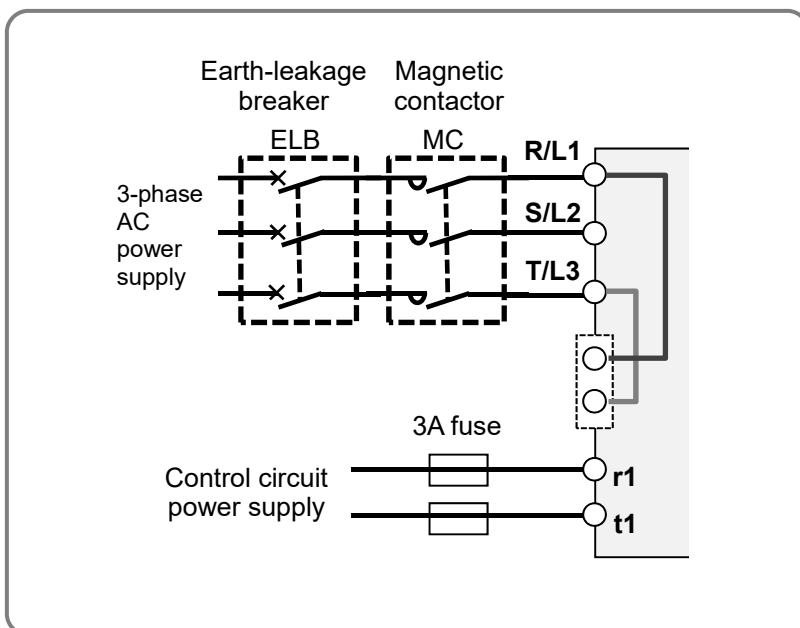 Earth-leakage
breaker
ELB
Magnetic
contactor
MC
3-phase
AC
power
supply
R/L1
S/L2
T/L3
3A fuse
Control circuit
power supply
r1
t1